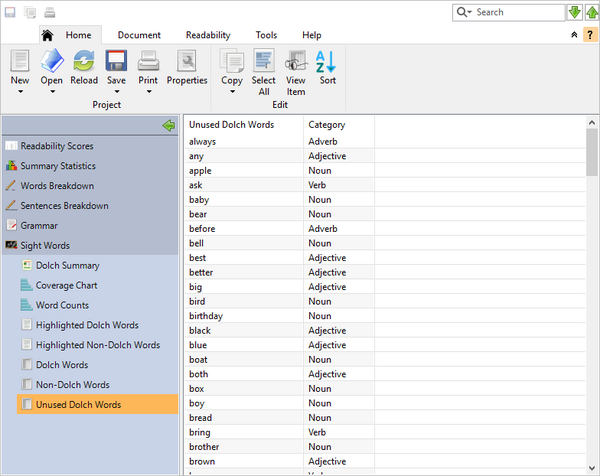 Search
Home Document Readability Tools Help
?
New Open Reload Save Print Properties Copy Select All View Item Sort
Project Edit
Readability Scores
Summary Statistics
Words Breakdown
Sentences Breakdown
Grammar
Sight Words
Dolch Summary
Coverage Chart
Word Counts
Highlighted Dolch Words
Highlighted Non-Dolch Words
Dolch Words
Non-Dolch Words
Unused Dolch Words
Unused Dolch Words Category
always Adverb
any Adjective
apple Noun
ask Verb
baby Noun
bear Noun
before Adverb
bell Noun
best Adjective
better Adjective
big Adjective
bird Noun
birthday Noun
black Adjective
blue Adjective
boat Noun
both Adjective
box Noun
boy Noun
bread Noun
bring Verb
brother Noun
brown Adjective